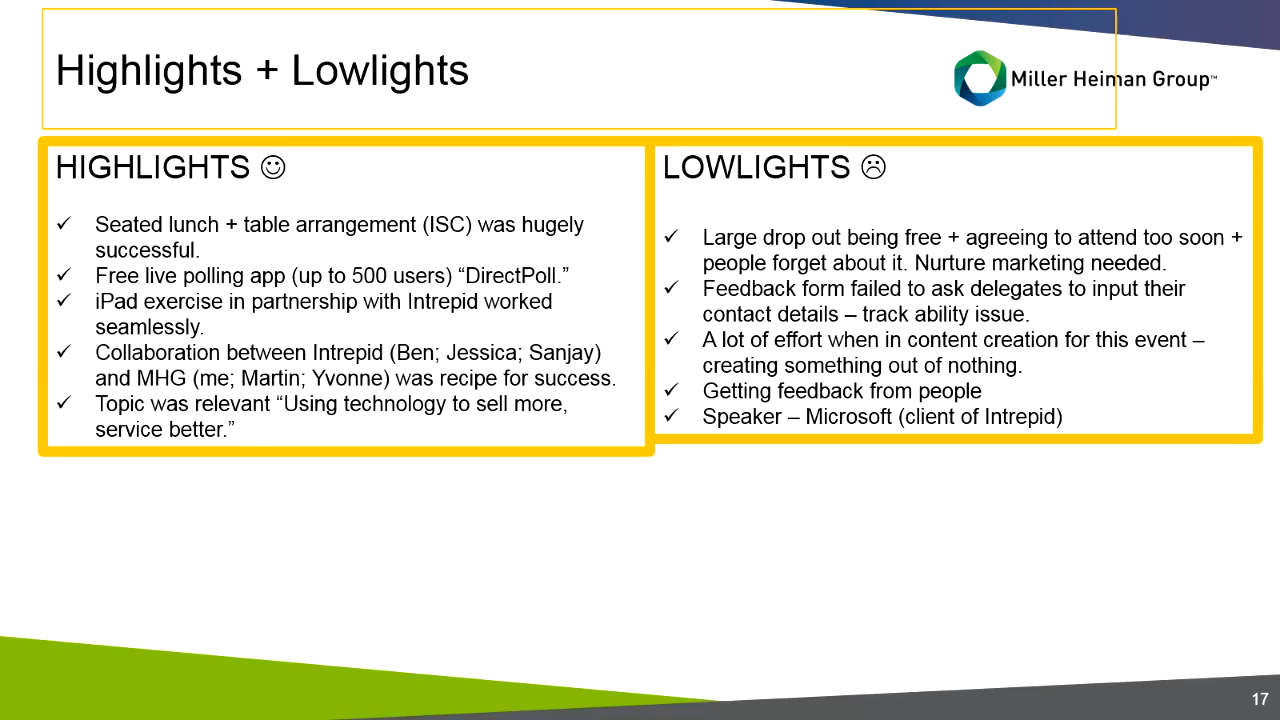 Highlights + Lowlights
Miller Heiman Group™
HIGHLIGHTS ☺
✓ Seated lunch + table arrangement (ISC) was hugely
successful.
✓ Free live polling app (up to 500 users) “DirectPoll.”
✓ iPad exercise in partnership with Intrepid worked
seamlessly.
✓ Collaboration between Intrepid (Ben; Jessica; Sanjay)
and MHG (me; Martin; Yvonne) was recipe for success.
✓ Topic was relevant “Using technology to sell more,
service better.”
LOWLIGHTS ☹
✓ Large drop out being free + agreeing to attend too soon +
people forget about it. Nurture marketing needed.
✓ Feedback form failed to ask delegates to input their
contact details – track ability issue.
✓ A lot of effort when in content creation for this event –
creating something out of nothing.
✓ Getting feedback from people
✓ Speaker – Microsoft (client of Intrepid)
17